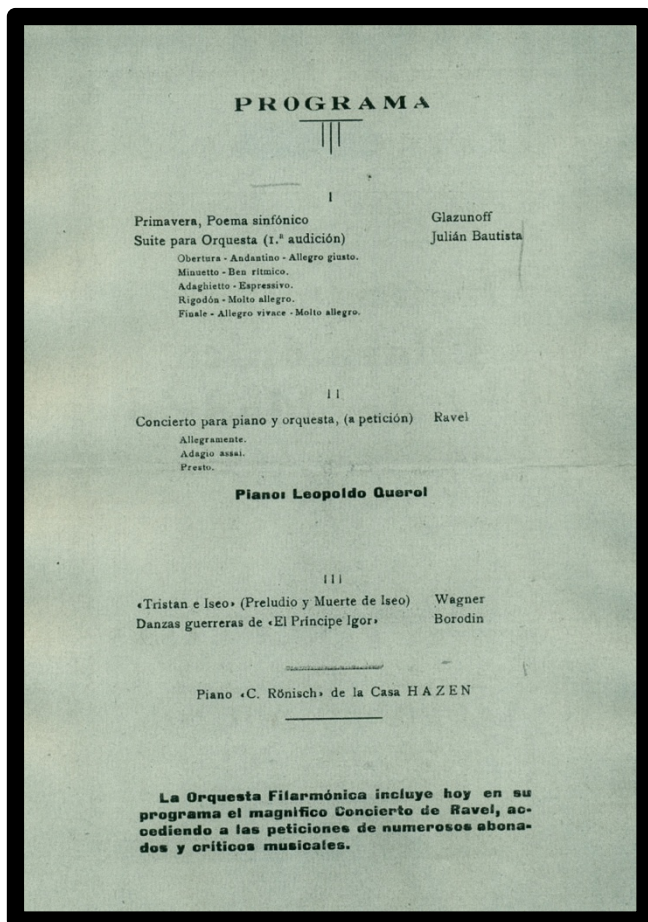 PROGRAMA
I
Primavera, Poema sinfónico Glazunoff
Suite para Orquesta (1.ª audición) Julián Bautista
Obertura - Andantino - Allegro giusto.
Minuetto - Ben rítmico.
Adaghietto - Espressivo.
Rigodón - Molto allegro.
Finale - Allegro vivace - Molto allegro.
II
Concierto para piano y orquesta, (a petición) Ravel
Allegramente.
Adagio assai.
Presto.
Piano: Leopoldo Querol
III
«Tristan e Iseo» (Preludio y Muerte de Iseo) Wagner
Danzas guerreras de «El Príncipe Igor» Borodin
Piano «C. Rönisch» de la Casa HAZEN
La Orquesta Filarmónica incluye hoy en su
programa el magnífico Concierto de Ravel, ac-
cediendo a las peticiones de numerosos abona-
dos y críticos musicales.